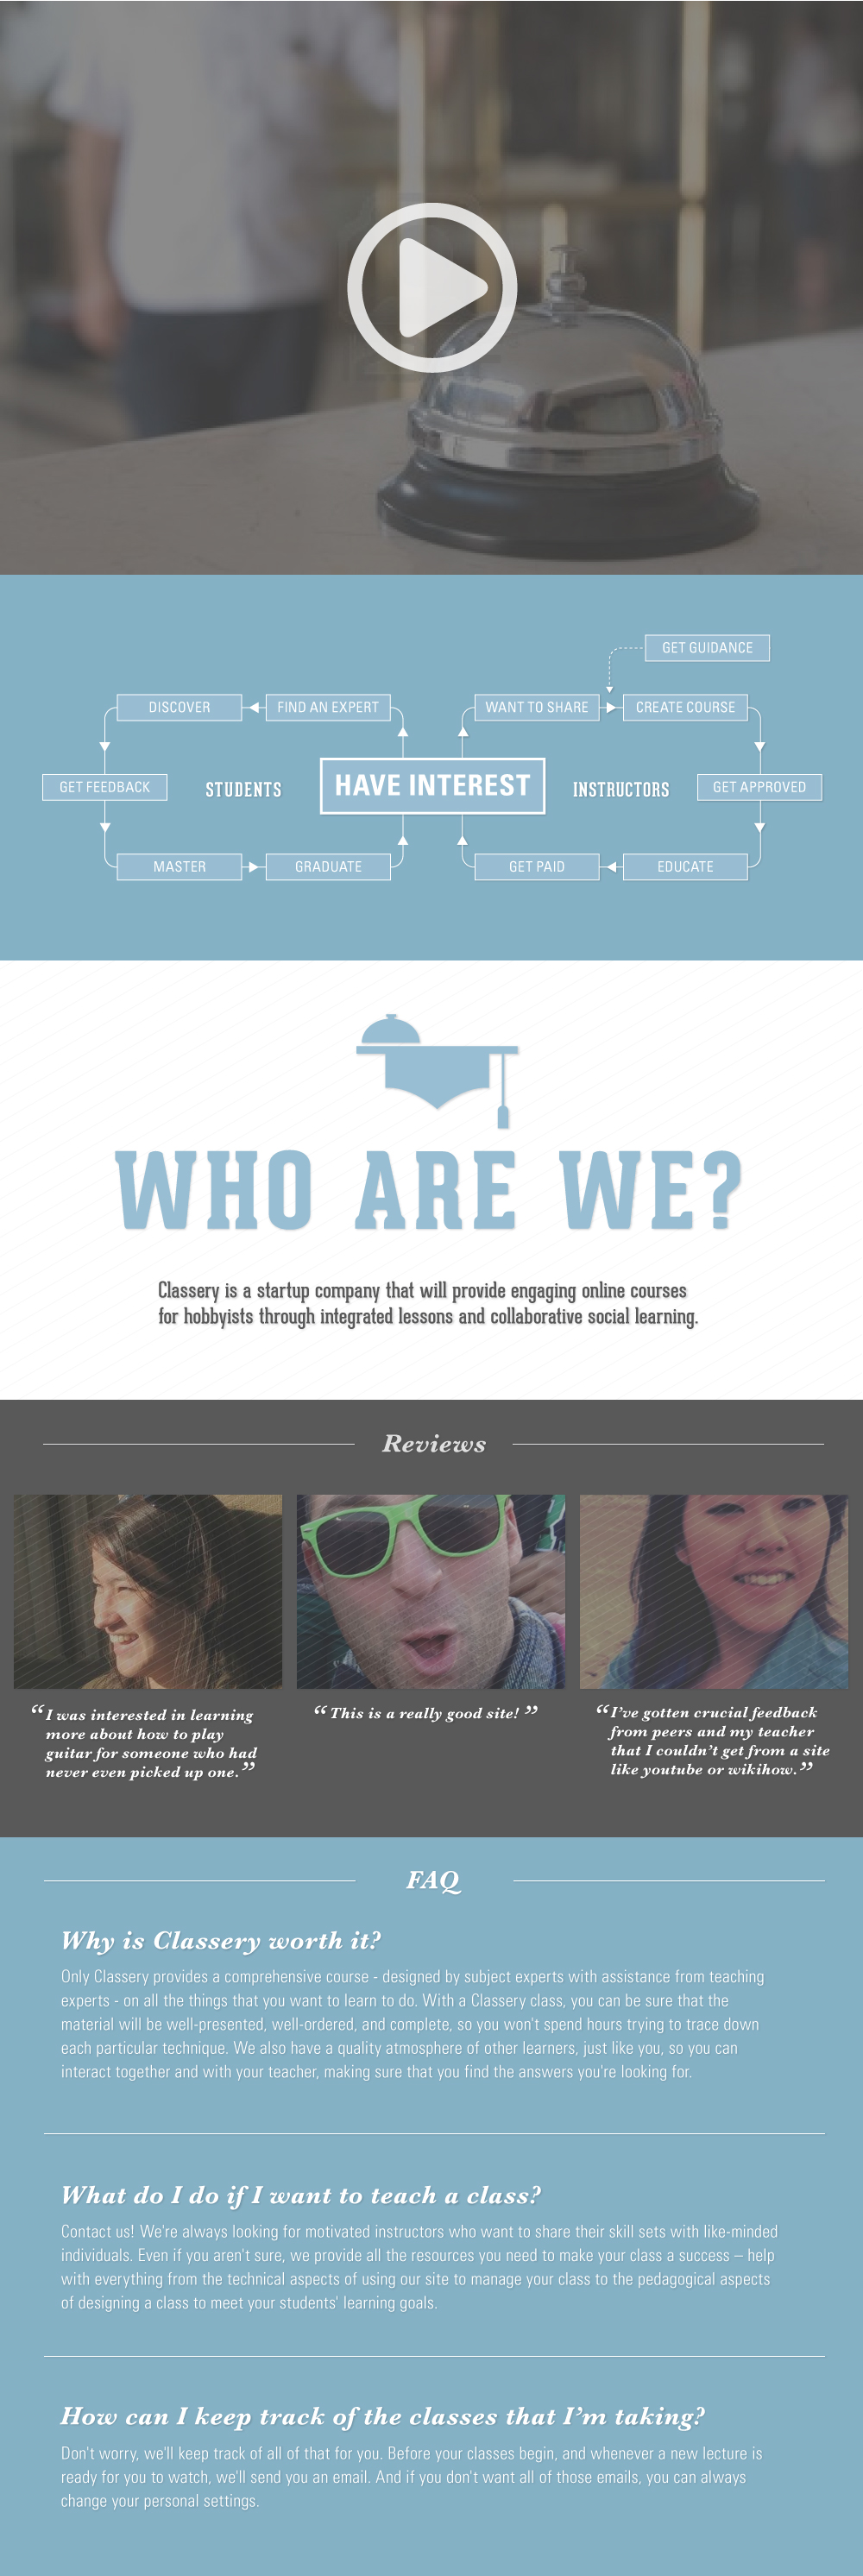 GET GUIDANCE
DISCOVER
FIND AN EXPERT
WANT TO SHARE
CREATE COURSE
GET FEEDBACK
STUDENTS
HAVE INTEREST
INSTRUCTORS
GET APPROVED
MASTER
GRADUATE
GET PAID
EDUCATE
WHO ARE WE?
Classery is a startup company that will provide engaging online courses
for hobbyists through integrated lessons and collaborative social learning.
Reviews
“I was interested in learning
more about how to play
guitar for someone who had
never even picked up one.”
“This is a really good site!”
“I’ve gotten crucial feedback
from peers and my teacher
that I couldn’t get from a site
like youtube or wikihow.”
FAQ
Why is Classery worth it?
Only Classery provides a comprehensive course - designed by subject experts with assistance from teaching
experts - on all the things that you want to learn to do. With a Classery class, you can be sure that the
material will be well-presented, well-ordered, and complete, so you won't spend hours trying to trace down
each particular technique. We also have a quality atmosphere of other learners, just like you, so you can
interact together and with your teacher, making sure that you find the answers you're looking for.
What do I do if I want to teach a class?
Contact us! We're always looking for motivated instructors who want to share their skill sets with like-minded
individuals. Even if you aren't sure, we provide all the resources you need to make your class a success – help
with everything from the technical aspects of using our site to manage your class to the pedagogical aspects
of designing a class to meet your students' learning goals.
How can I keep track of the classes that I’m taking?
Don't worry, we'll keep track of all of that for you. Before your classes begin, and whenever a new lecture is
ready for you to watch, we'll send you an email. And if you don't want all of those emails, you can always
change your personal settings.